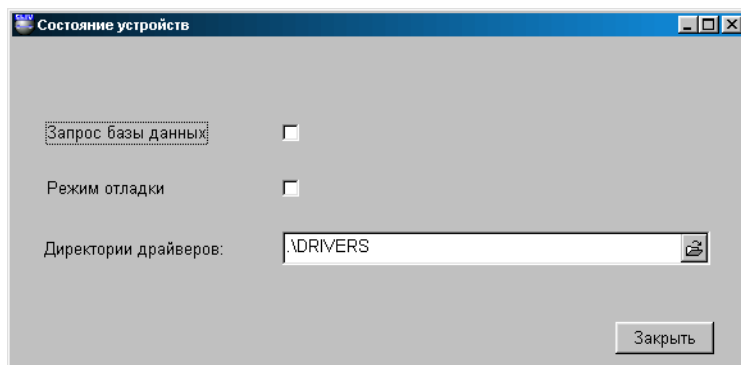 Состояние устройств
Запрос базы данных
Режим отладки
Директории драйверов:
.\DRIVERS
Закрыть